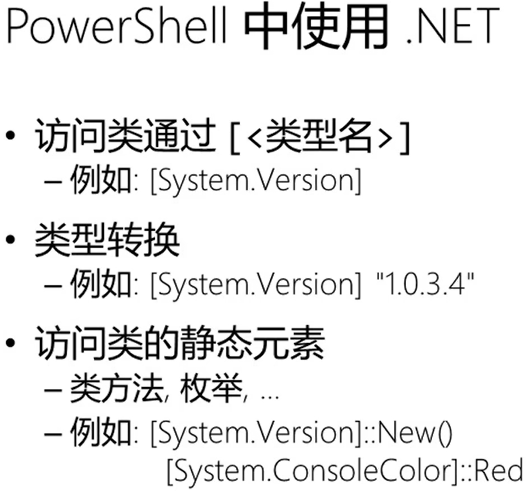 PowerShell 中使用 .NET
• 访问类通过 [<类型名>]
– 例如: [System.Version]
• 类型转换
– 例如: [System.Version] "1.0.3.4"
• 访问类的静态元素
– 类方法, 枚举, ...
– 例如: [System.Version]::New()
[System.ConsoleColor]::Red